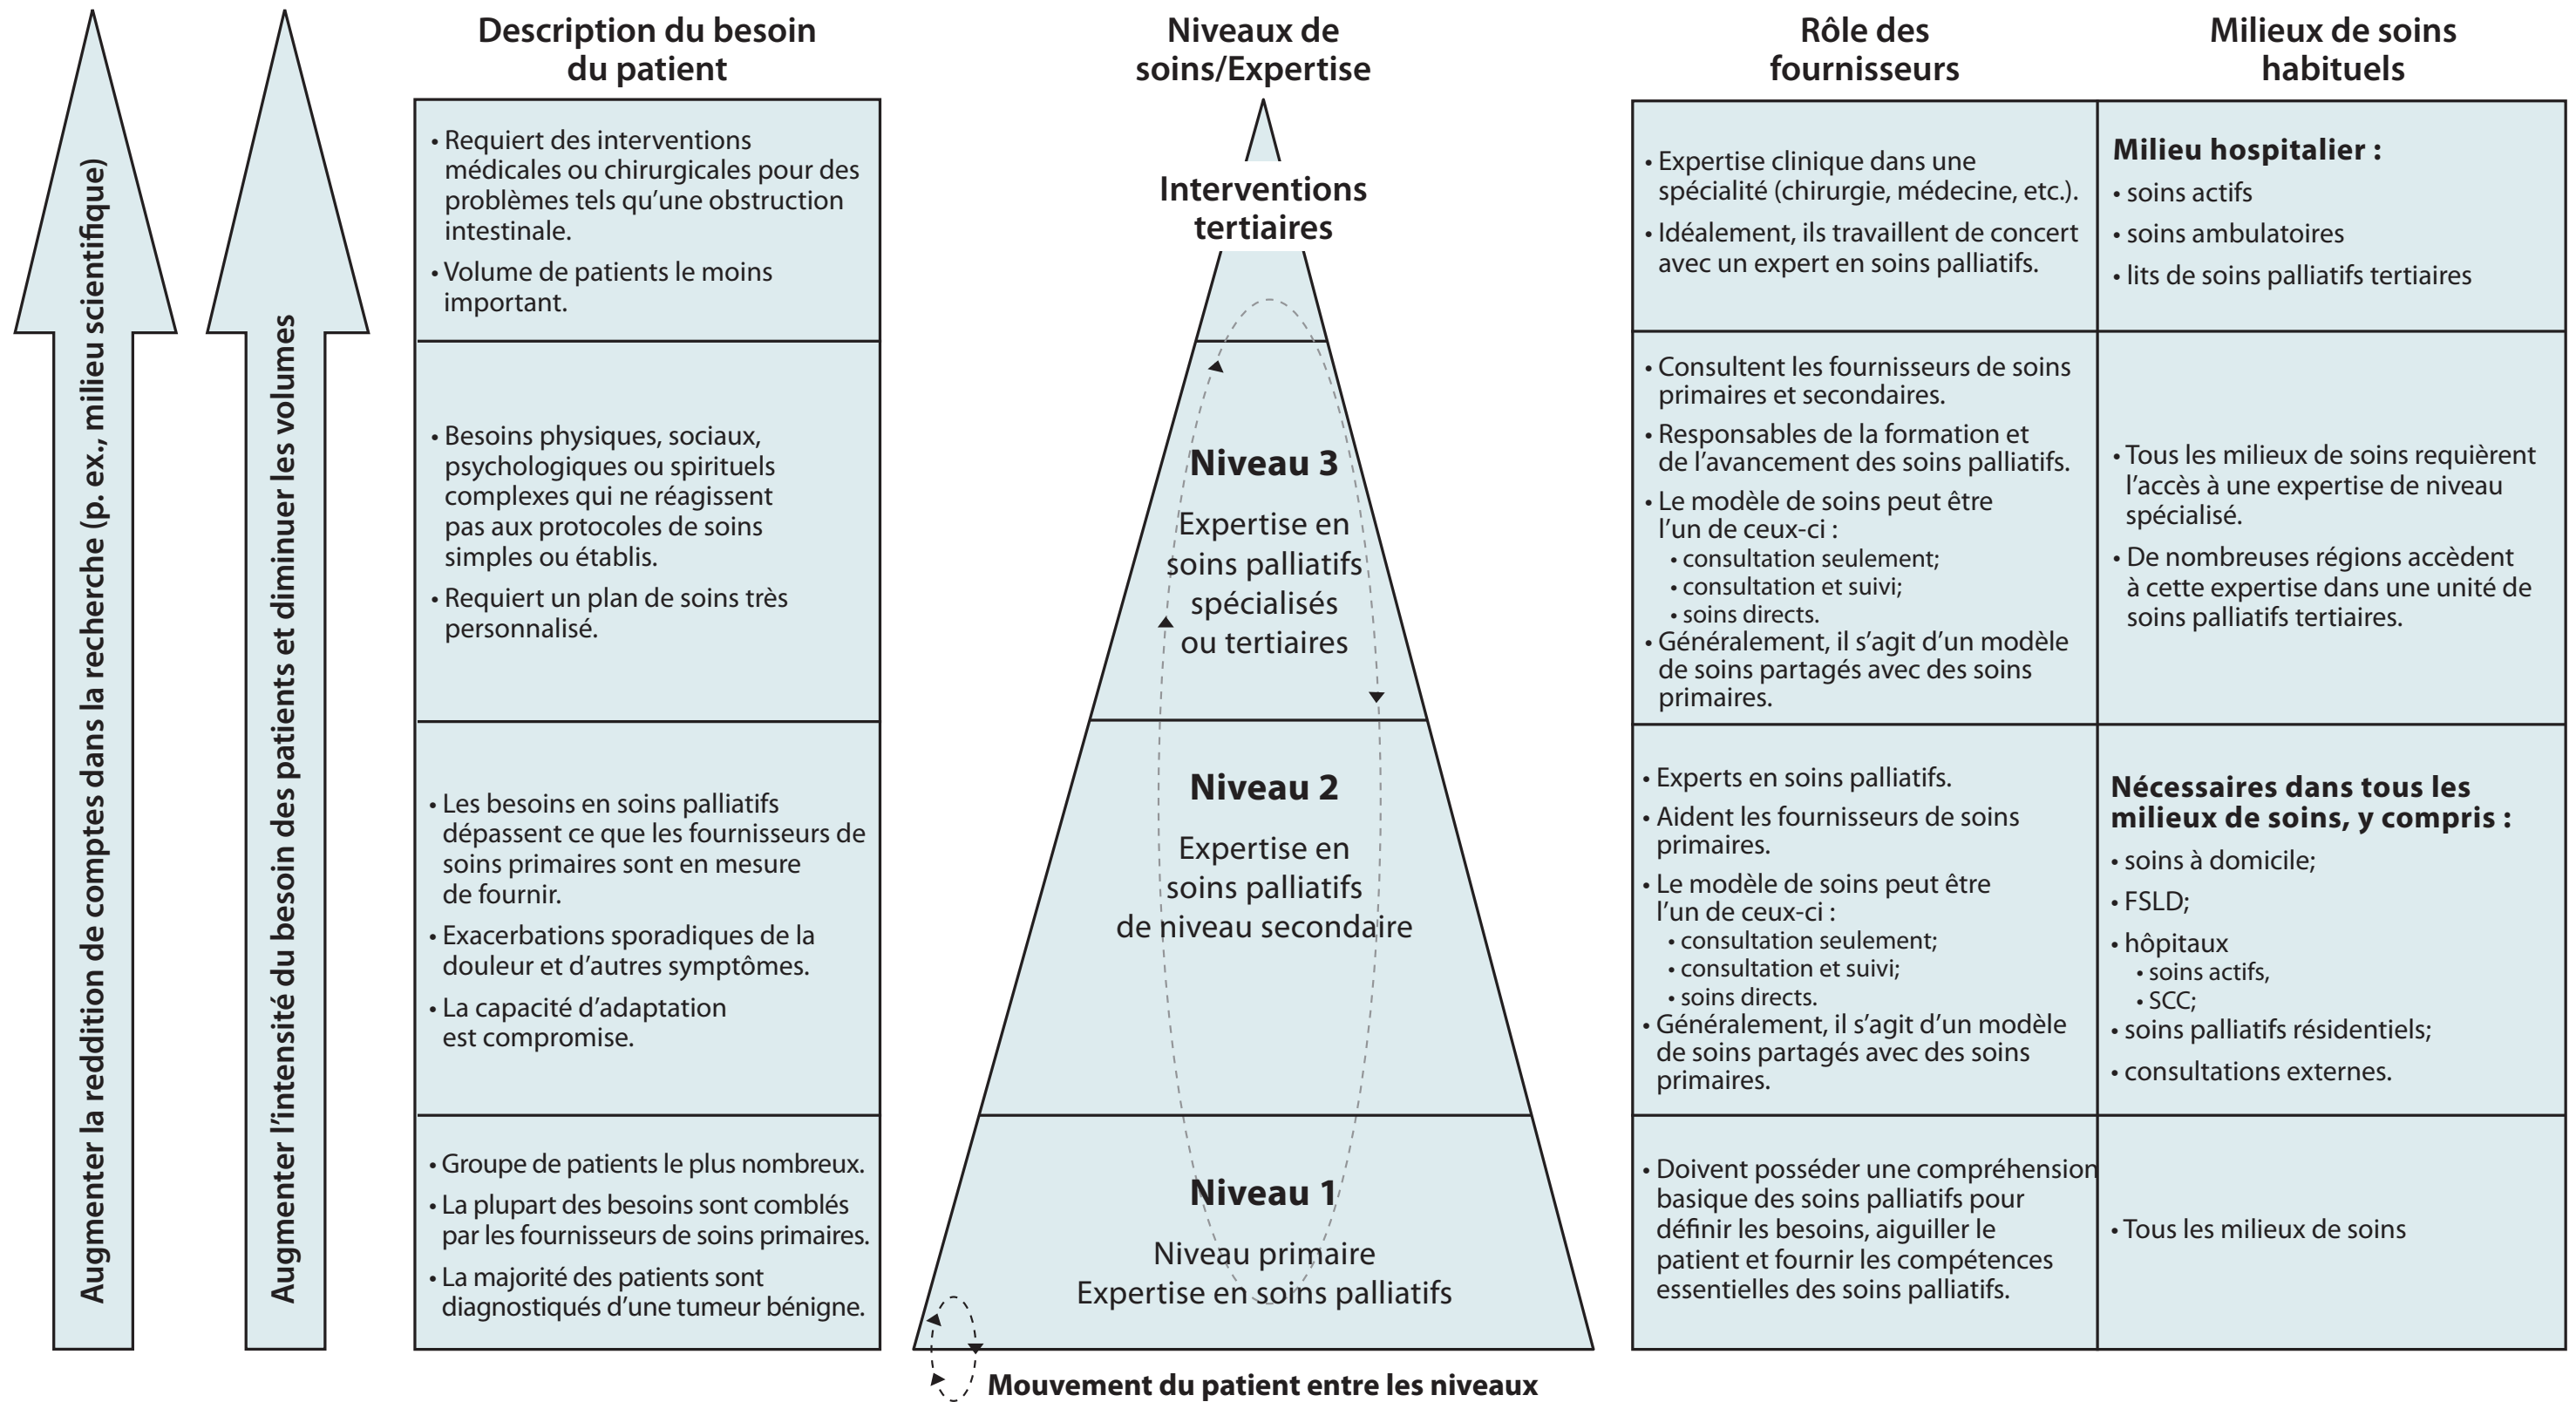 Augmenter la reddition de comptes dans la recherche (p. ex., milieu scientifique)
Augmenter l’intensité du besoin des patients et diminuer les volumes
Description du besoin
du patient
• Requiert des interventions
médicales ou chirurgicales pour des
problèmes tels qu’une obstruction
intestinale.
• Volume de patients le moins
important.
• Besoins physiques, sociaux,
psychologiques ou spirituels
complexes qui ne réagissent
pas aux protocoles de soins
simples ou établis.
• Requiert un plan de soins très
personnalisé.
• Les besoins en soins palliatifs
dépassent ce que les fournisseurs de
soins primaires sont en mesure
de fournir.
• Exacerbations sporadiques de la
douleur et d’autres symptômes.
• La capacité d’adaptation
est compromise.
• Groupe de patients le plus nombreux.
• La plupart des besoins sont comblés
par les fournisseurs de soins primaires.
• La majorité des patients sont
diagnostiqués d’une tumeur bénigne.
Niveaux de
soins/Expertise
Interventions
tertiaires
Niveau 3
Expertise en
soins palliatifs
spécialisés
ou tertiaires
Niveau 2
Expertise en
soins palliatifs
de niveau secondaire
Niveau 1
Niveau primaire
Expertise en soins palliatifs
Mouvement du patient entre les niveaux
Rôle des
fournisseurs
• Expertise clinique dans une
spécialité (chirurgie, médecine, etc.).
• Idéalement, ils travaillent de concert
avec un expert en soins palliatifs.
• Consultent les fournisseurs de soins
primaires et secondaires.
• Responsables de la formation et
de l’avancement des soins palliatifs.
• Le modèle de soins peut être
l’un de ceux-ci :
• consultation seulement;
• consultation et suivi;
• soins directs.
• Généralement, il s’agit d’un modèle
de soins partagés avec des soins
primaires.
• Experts en soins palliatifs.
• Aident les fournisseurs de soins
primaires.
• Le modèle de soins peut être
l’un de ceux-ci :
• consultation seulement;
• consultation et suivi;
• soins directs.
• Généralement, il s’agit d’un modèle
de soins partagés avec des soins
primaires.
• Doivent posséder une compréhension
basique des soins palliatifs pour
définir les besoins, aiguiller le
patient et fournir les compétences
essentielles des soins palliatifs.
Milieux de soins
habituels
Milieu hospitalier :
• soins actifs
• soins ambulatoires
• lits de soins palliatifs tertiaires
• Tous les milieux de soins requièrent
l’accès à une expertise de niveau
spécialisé.
• De nombreuses régions accèdent
à cette expertise dans une unité de
soins palliatifs tertiaires.
Nécessaires dans tous les
milieux de soins, y compris :
• soins à domicile;
• FSLD;
• hôpitaux
• soins actifs,
• SCC;
• soins palliatifs résidentiels;
• consultations externes.
• Tous les milieux de soins